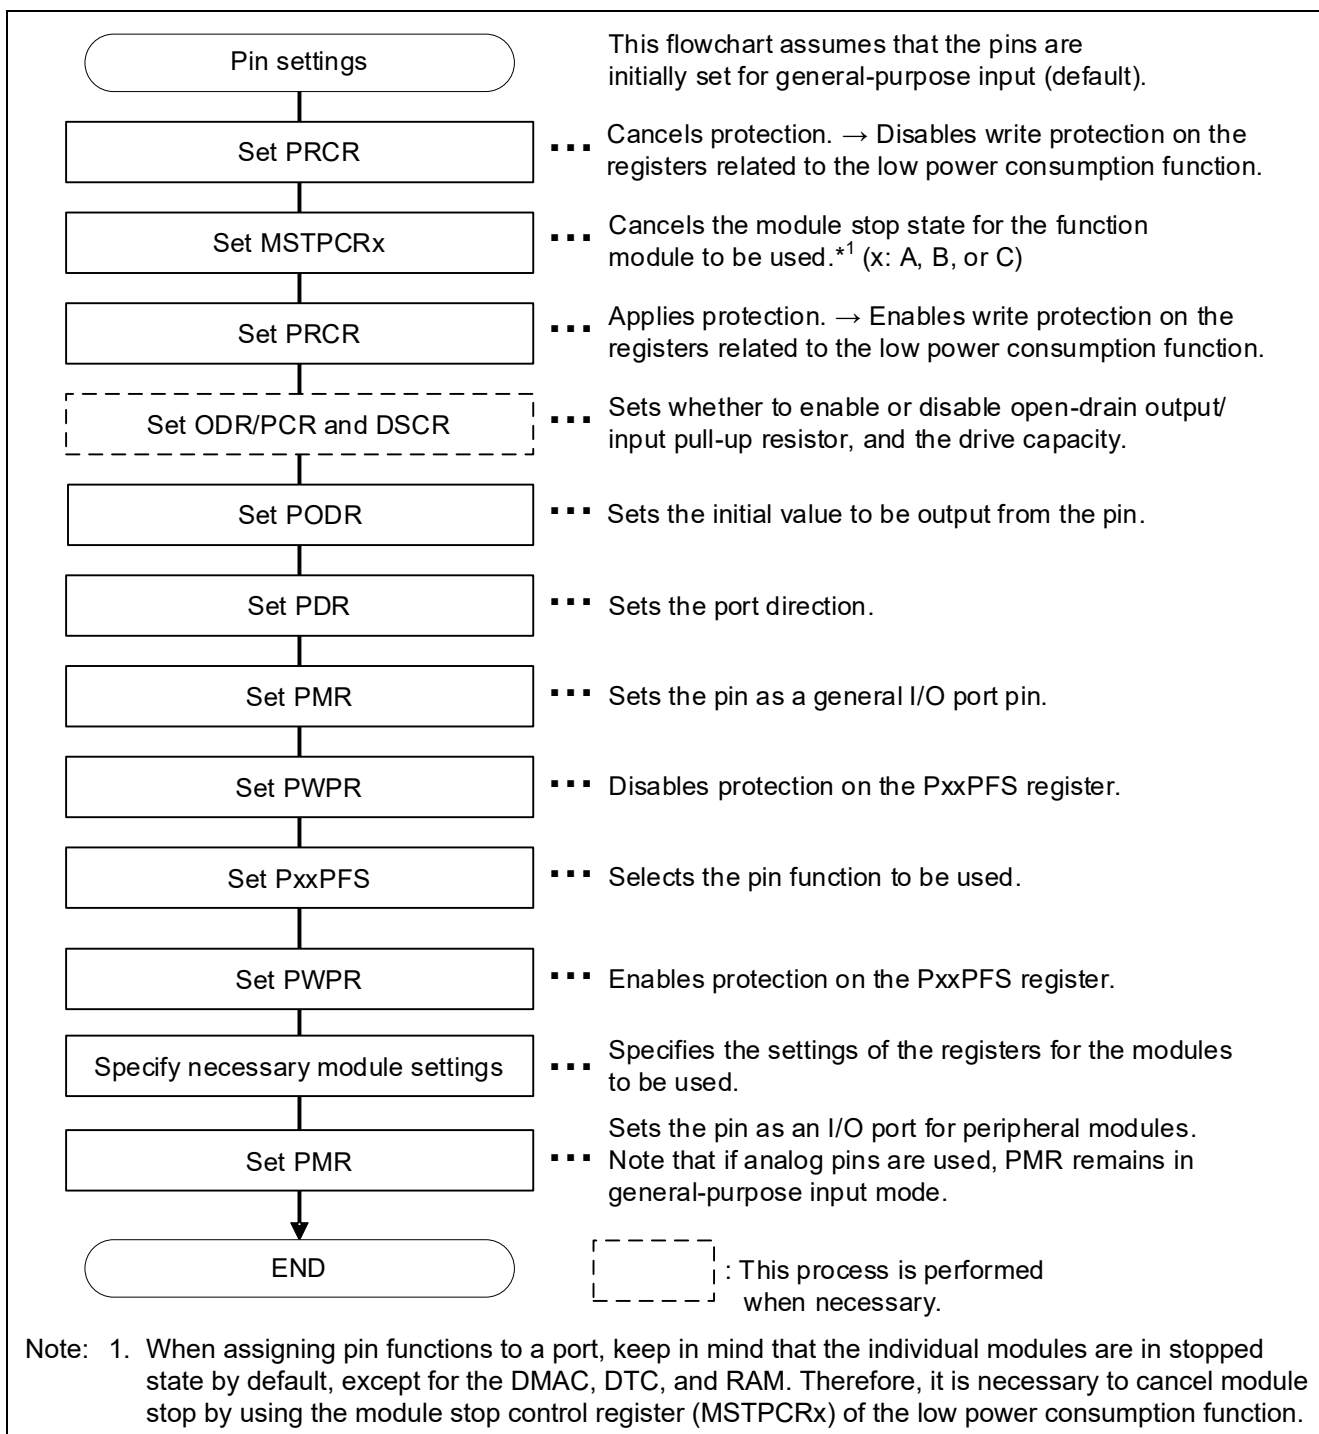 Pin settings
This flowchart assumes that the pins are
initially set for general-purpose input (default).
Set PRCR
... Cancels protection. → Disables write protection on the
registers related to the low power consumption function.
Set MSTPCRx
... Cancels the module stop state for the function
module to be used.*1 (x: A, B, or C)
Set PRCR
... Applies protection. → Enables write protection on the
registers related to the low power consumption function.
Set ODR/PCR and DSCR
... Sets whether to enable or disable open-drain output/
input pull-up resistor, and the drive capacity.
Set PODR
... Sets the initial value to be output from the pin.
Set PDR
... Sets the port direction.
Set PMR
... Sets the pin as a general I/O port pin.
Set PWPR
... Disables protection on the PxxPFS register.
Set PxxPFS
... Selects the pin function to be used.
Set PWPR
... Enables protection on the PxxPFS register.
Specify necessary module settings
... Specifies the settings of the registers for the modules
to be used.
Set PMR
Sets the pin as an I/O port for peripheral modules.
... Note that if analog pins are used, PMR remains in
general-purpose input mode.
END
: This process is performed
when necessary.
Note: 1. When assigning pin functions to a port, keep in mind that the individual modules are in stopped
state by default, except for the DMAC, DTC, and RAM. Therefore, it is necessary to cancel module
stop by using the module stop control register (MSTPCRx) of the low power consumption function.